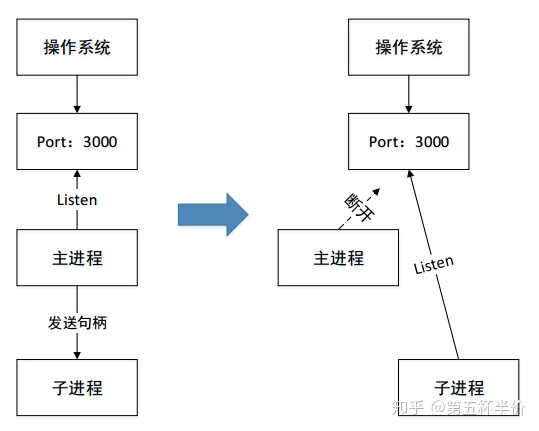 操作系统
Port：3000
Listen
主进程
发送句柄
子进程
操作系统
Port：3000
断开
主进程
Listen
子进程
知乎 @第五杯半价